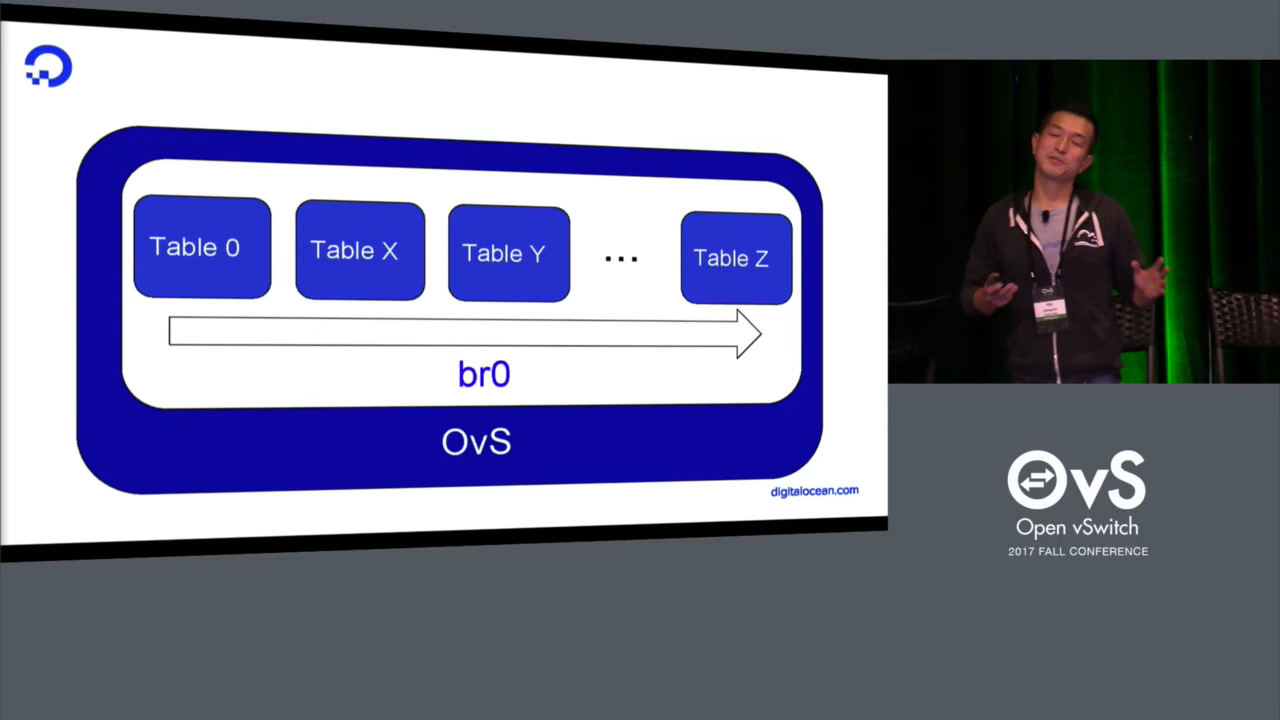 Table 0
Table X
Table Y
...
Table Z
br0
OvS
digitalocean.com
OvS
Open vSwitch
2017 FALL CONFERENCE